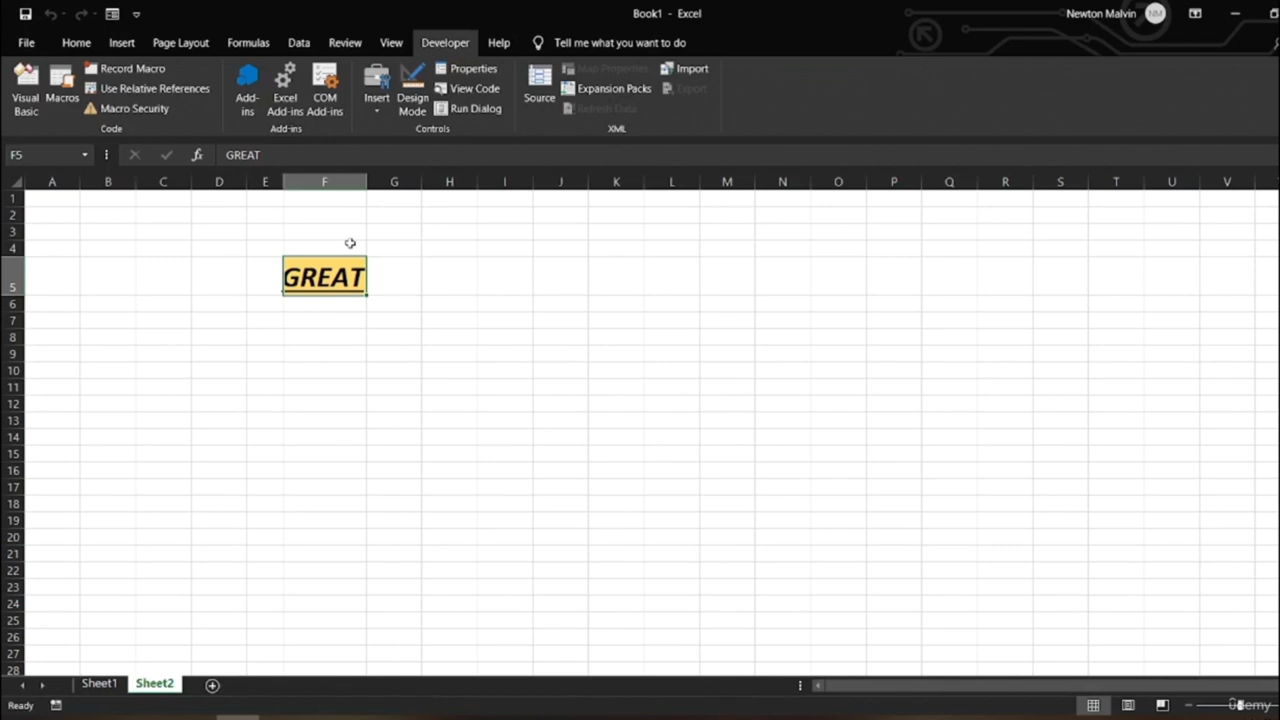 Book1 - Excel
Newton Malvin
NM
File Home Insert Page Layout Formulas Data Review View Developer Help Tell me what you want to do
Visual Basic
Macros
Record Macro
Use Relative References
Macro Security
Code
Add-ins
Excel Add-ins
COM Add-ins
Add-ins
Insert
Design Mode
Properties
View Code
Run Dialog
Controls
Source
Map Properties
Expansion Packs
Refresh Data
Import
Export
XML
F5
fx
GREAT
A B C D E F G H I J K L M N O P Q R S T U V
1
2
3
4
GREAT
5
6
7
8
9
10
11
12
13
14
15
16
17
18
19
20
21
22
23
24
25
26
27
28
Sheet1 Sheet2
Ready
ûdemy